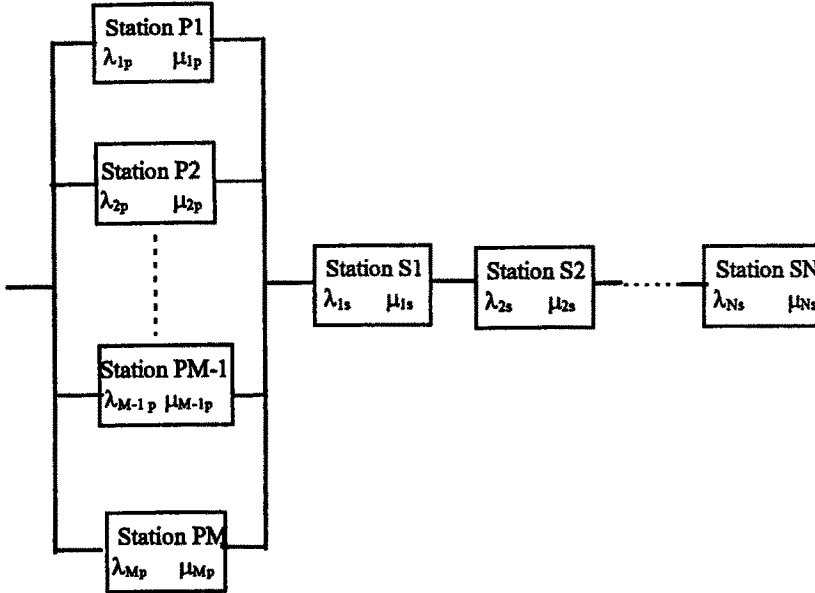 Station P1
λ1p μ1p
Station P2
λ2p μ2p
Station PM-1
λM-1 p μM-1p
Station PM
λMp μMp
Station S1
λ1s μ1s
Station S2
λ2s μ2s
Station SN
λNs μNs